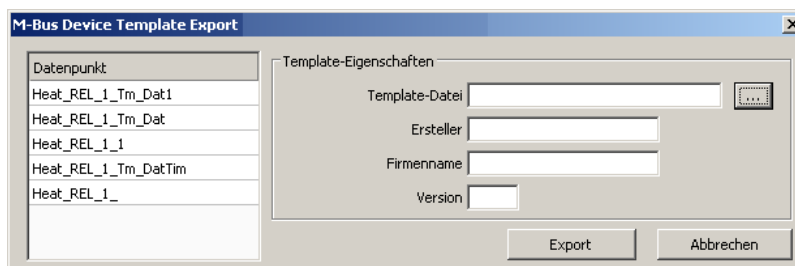 M-Bus Device Template Export
Datenpunkt
Heat_REL_1_Tm_Dat1
Heat_REL_1_Tm_Dat
Heat_REL_1_1
Heat_REL_1_Tm_DatTim
Heat_REL_1_
Template-Eigenschaften
Template-Datei
...
Ersteller
Firmenname
Version
Export
Abbrechen